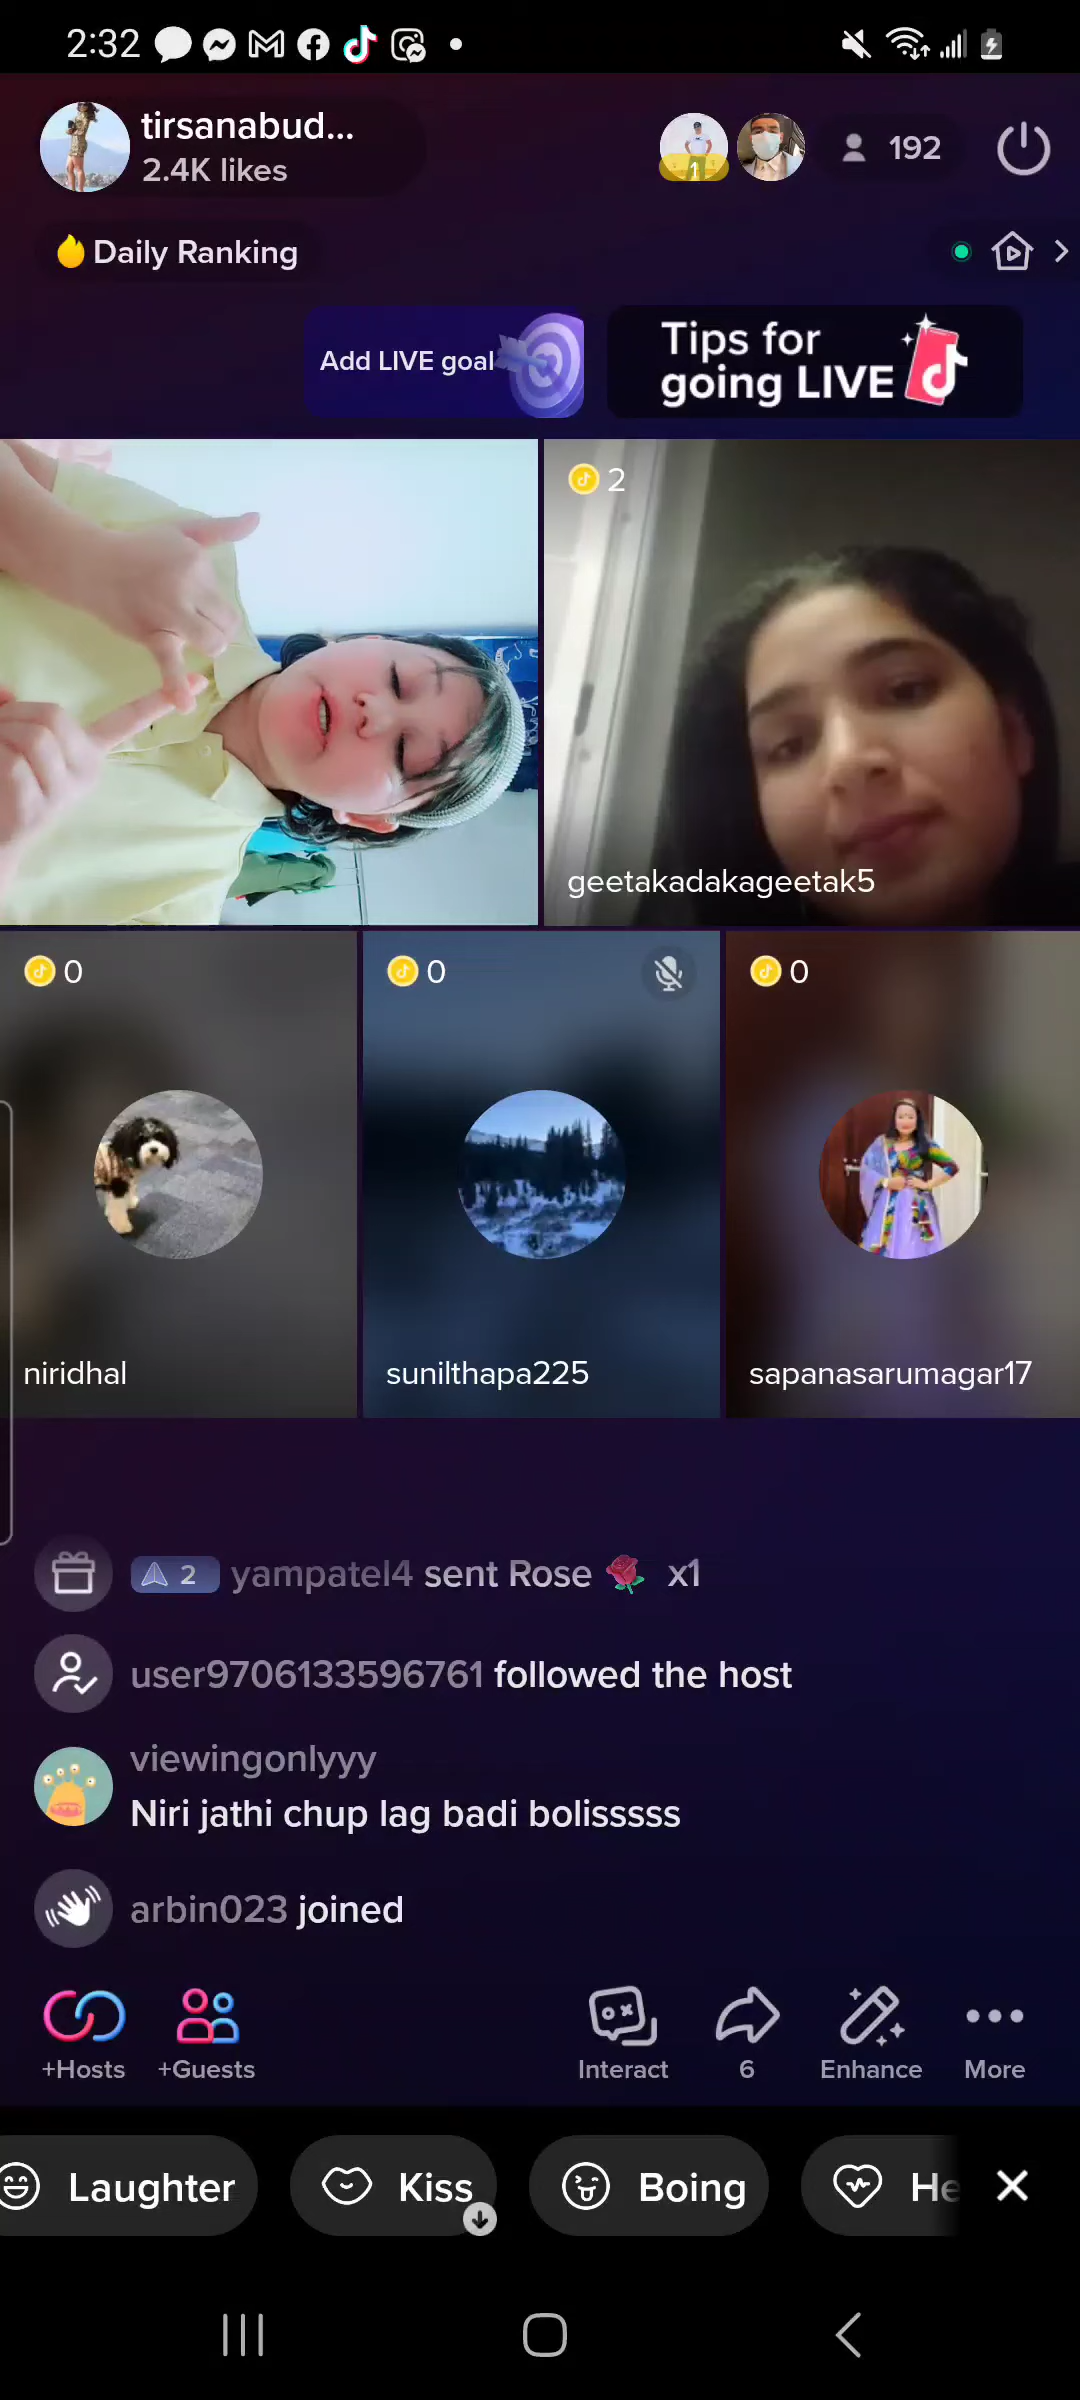 2:32
tirsanabud...
2.4K likes
1
192
Daily Ranking
Add LIVE goal
Tips for
going LIVE
2
geetakadakageetak5
0
0
0
niridhal
sunilthapa225
sapanasarumagar17
2 yampatel4 sent Rose 🌹 x1
user9706133596761 followed the host
viewingonlyyy
Niri jathi chup lag badi bolisssss
arbin023 joined
+Hosts
+Guests
Interact
6
Enhance
More
Laughter
Kiss
Boing
He